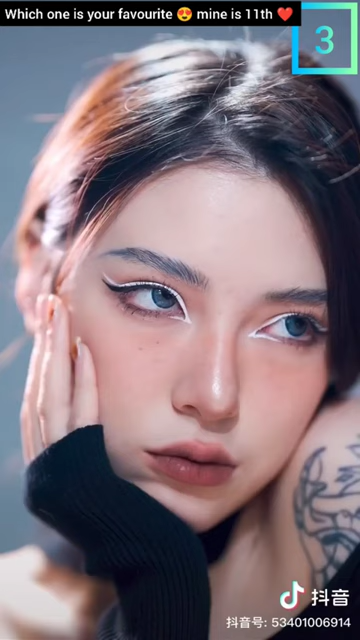 Which one is your favourite 😍 mine is 11th ❤️
3
抖音
抖音号: 53401006914